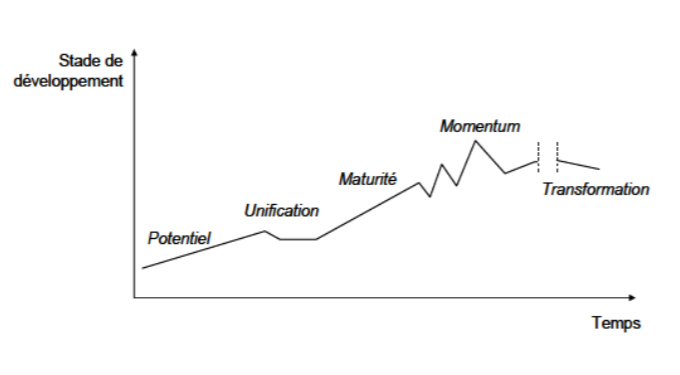 Stade de
développement
Momentum
Maturité
Transformation
Unification
Potentiel
Temps